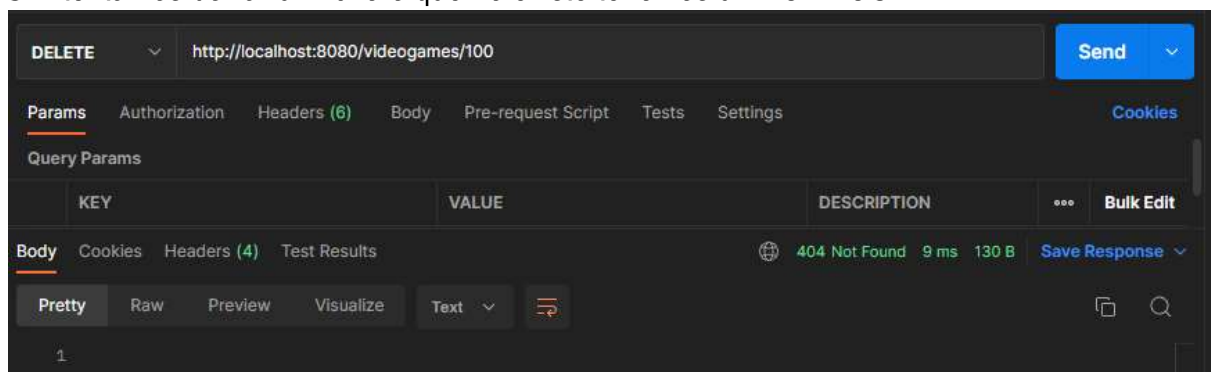 DELETE http://localhost:8080/videogames/100 Send
Params Authorization Headers (6) Body Pre-request Script Tests Settings Cookies
Query Params
KEY VALUE DESCRIPTION ooo Bulk Edit
Body Cookies Headers (4) Test Results 404 Not Found 9 ms 130 B Save Response
Pretty Raw Preview Visualize Text
1